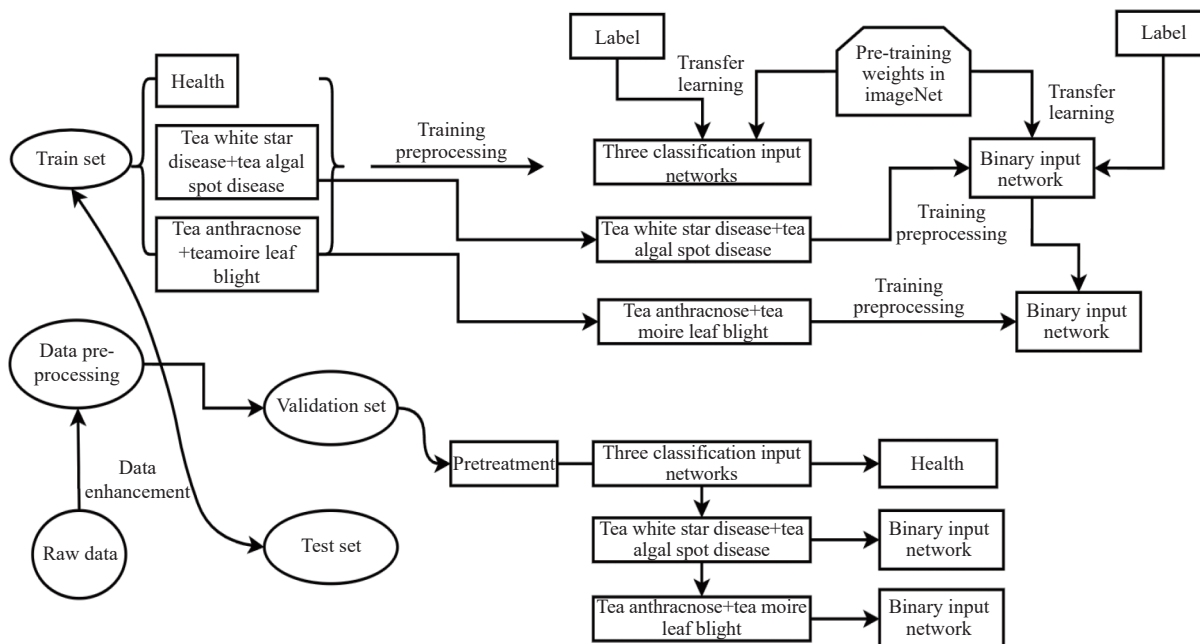 Label
Pre-training
weights in
imageNet
Label
Transfer
learning
Transfer
learning
Health
Tea white star
disease+tea algal
spot disease
Tea anthracnose
+teamoire leaf
blight
Train set
Training
preprocessing
Three classification input
networks
Binary input
network
Tea white star disease+tea
algal spot disease
Training
preprocessing
Tea anthracnose+tea
moire leaf blight
Training
preprocessing
Binary input
network
Data pre-
processing
Validation set
Data
enhancement
Raw data
Test set
Pretreatment
Three classification input
networks
Health
Tea white star disease+tea
algal spot disease
Binary input
network
Tea anthracnose+tea moire
leaf blight
Binary input
network